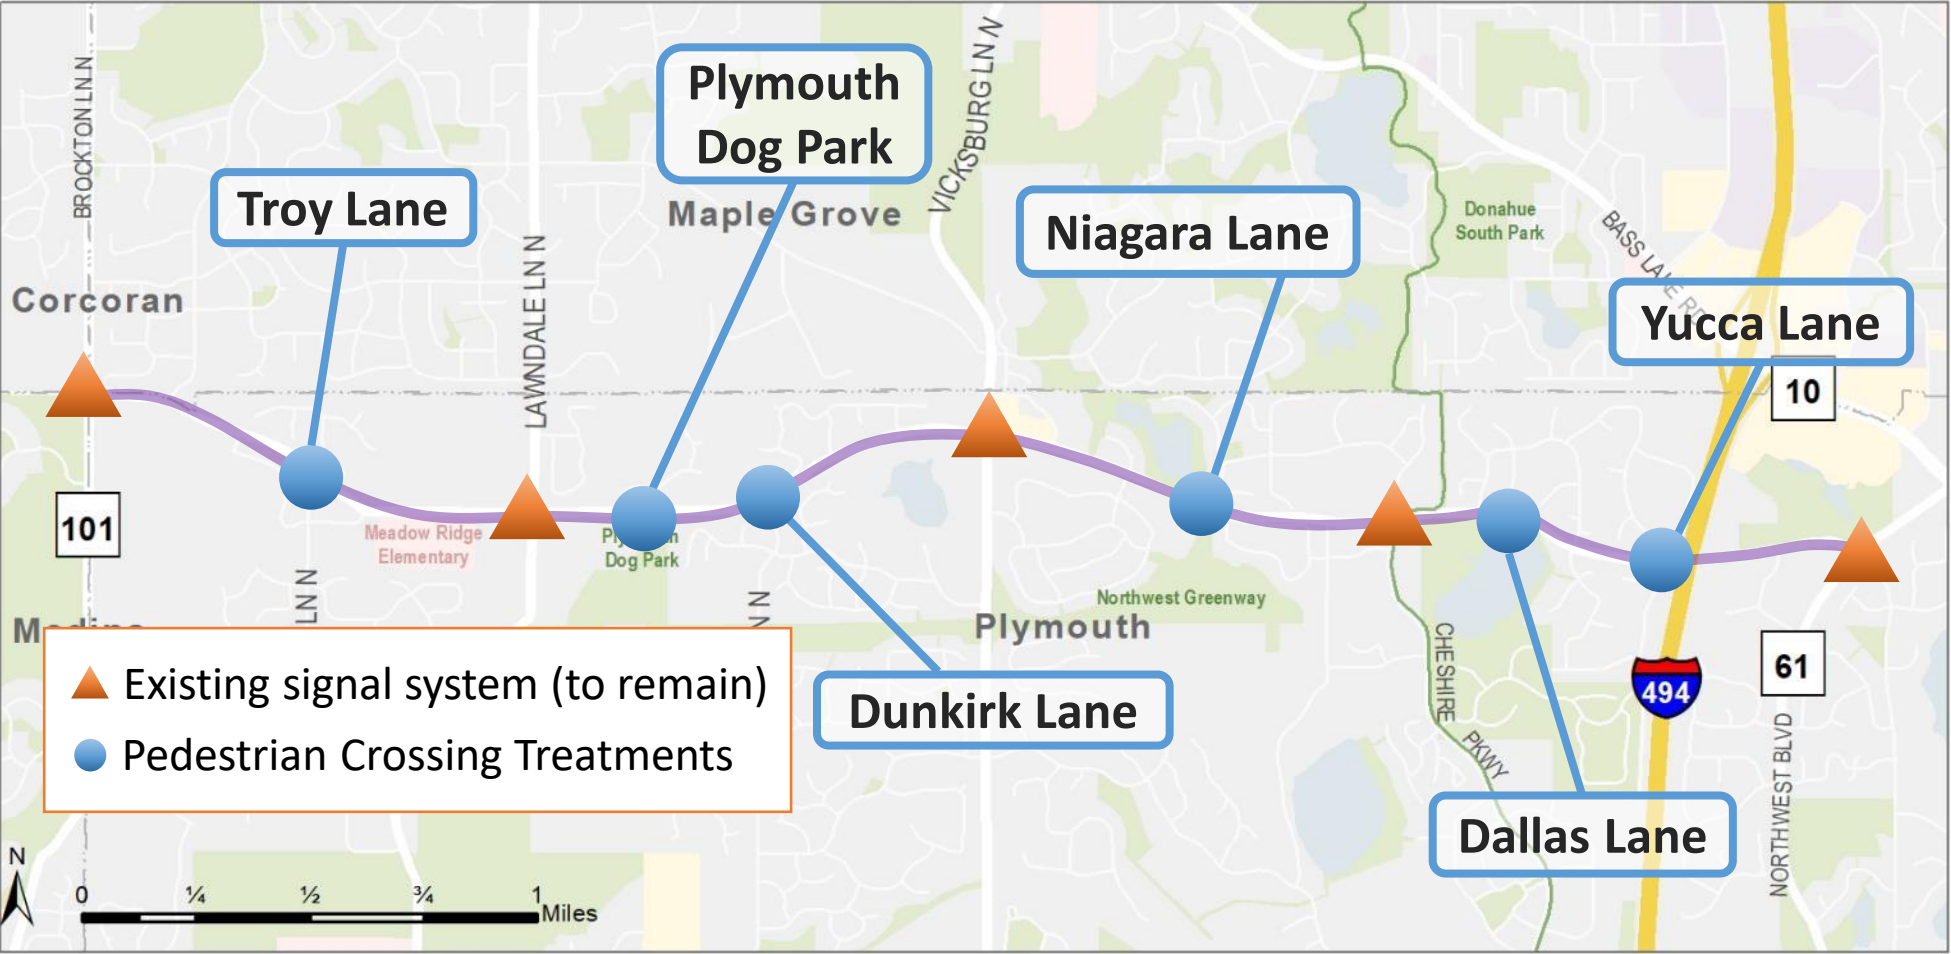 BROCKTON LN N
Troy Lane
Plymouth
Dog Park
Maple Grove
VICKSBURG LN N
Niagara Lane
Donahue
South Park
BASS LAKE RD
Yucca Lane
Corcoran
LAWNDALE LN N
10
101
Meadow Ridge
Elementary
Dog Park
LN N
N
Northwest Greenway
Plymouth
CHESHIRE
PKWY
494
61
NORTHWEST BLVD
Existing signal system (to remain)
Pedestrian Crossing Treatments
Dunkirk Lane
Dallas Lane
N
0 ¼ ½ ¾ 1
Miles